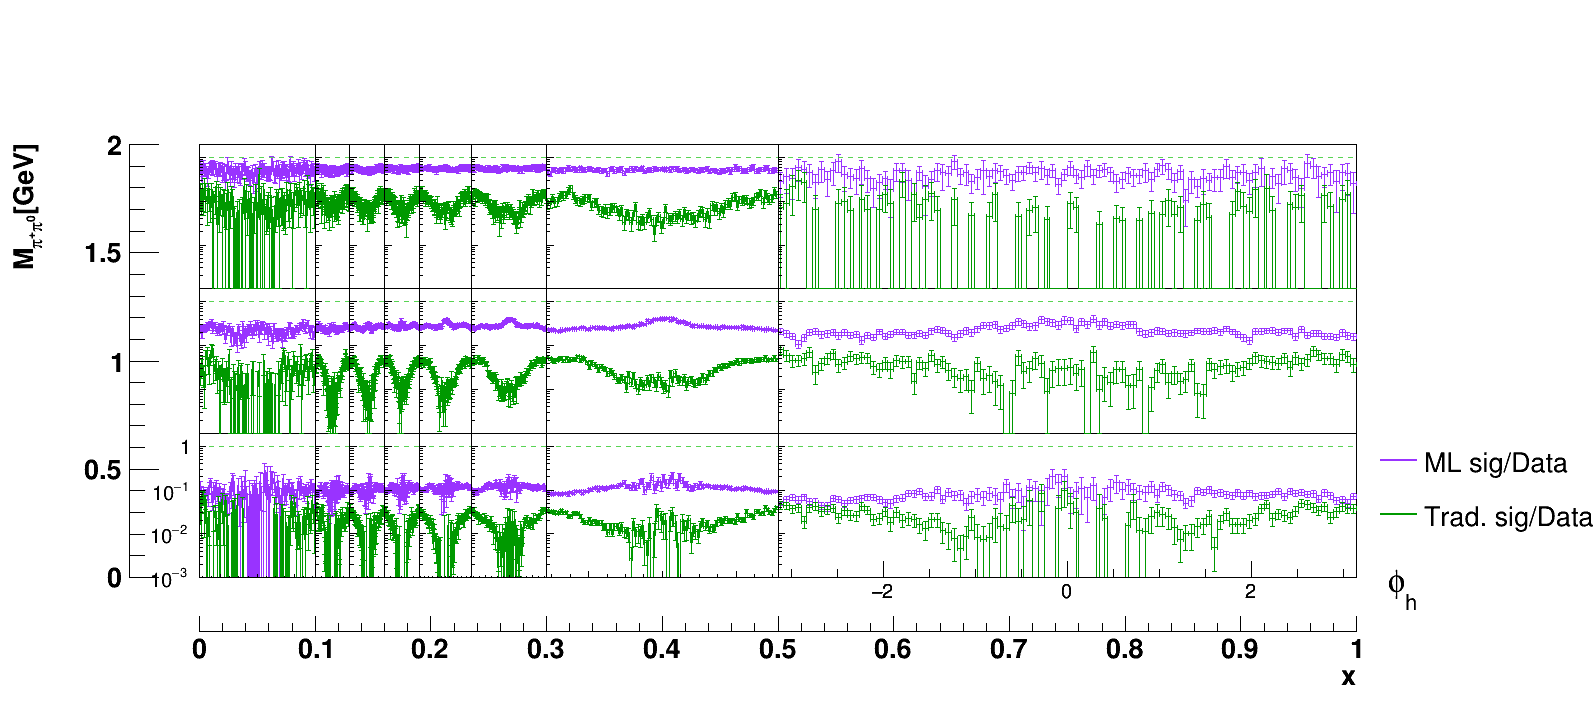 M_{π⁺π⁰}[GeV]
2
1.5
1
0.5
0
1
10⁻¹
10⁻²
10⁻³
−2 0 2
ϕ_h
0 0.1 0.2 0.3 0.4 0.5 0.6 0.7 0.8 0.9 1
x
ML sig/Data
Trad. sig/Data